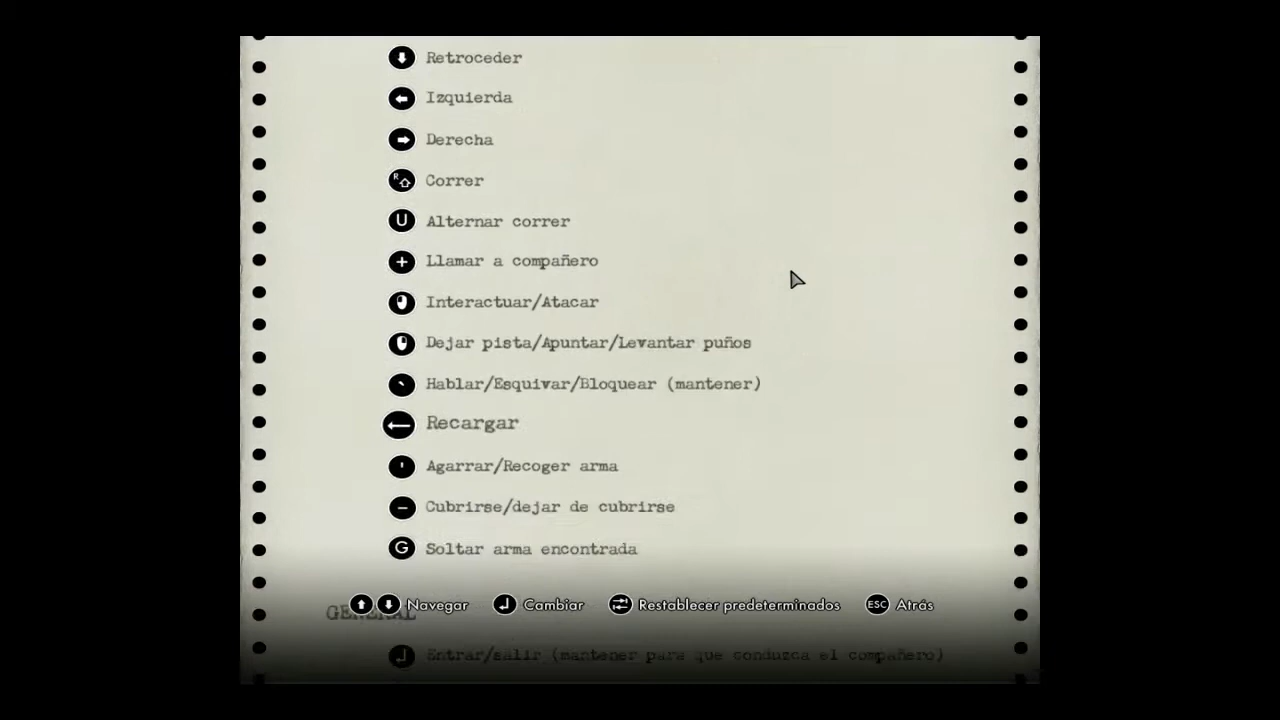 Retroceder
Izquierda
Derecha
R Correr
U Alternar correr
+ Llamar a compañero
Interactuar/Atacar
Dejar pista/Apuntar/Levantar puños
` Hablar/Esquivar/Bloquear (mantener)
Recargar
' Agarrar/Recoger arma
- Cubrirse/dejar de cubrirse
G Soltar arma encontrada
Navegar Cambiar Restablecer predeterminados ESC Atrás
GENERAL
Entrar/salir (mantener para que conduzca el compañero)